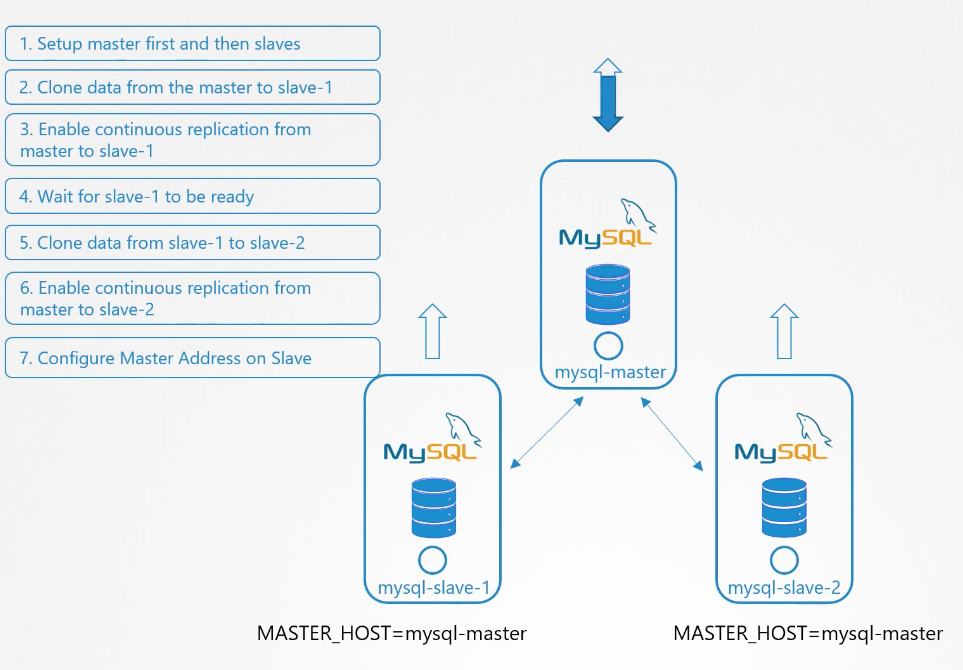 1. Setup master first and then slaves
2. Clone data from the master to slave-1
3. Enable continuous replication from
master to slave-1
4. Wait for slave-1 to be ready
5. Clone data from slave-1 to slave-2
6. Enable continuous replication from
master to slave-2
7. Configure Master Address on Slave
MySQL
mysql-master
MySQL
mysql-slave-1
MASTER_HOST=mysql-master
MySQL
mysql-slave-2
MASTER_HOST=mysql-master